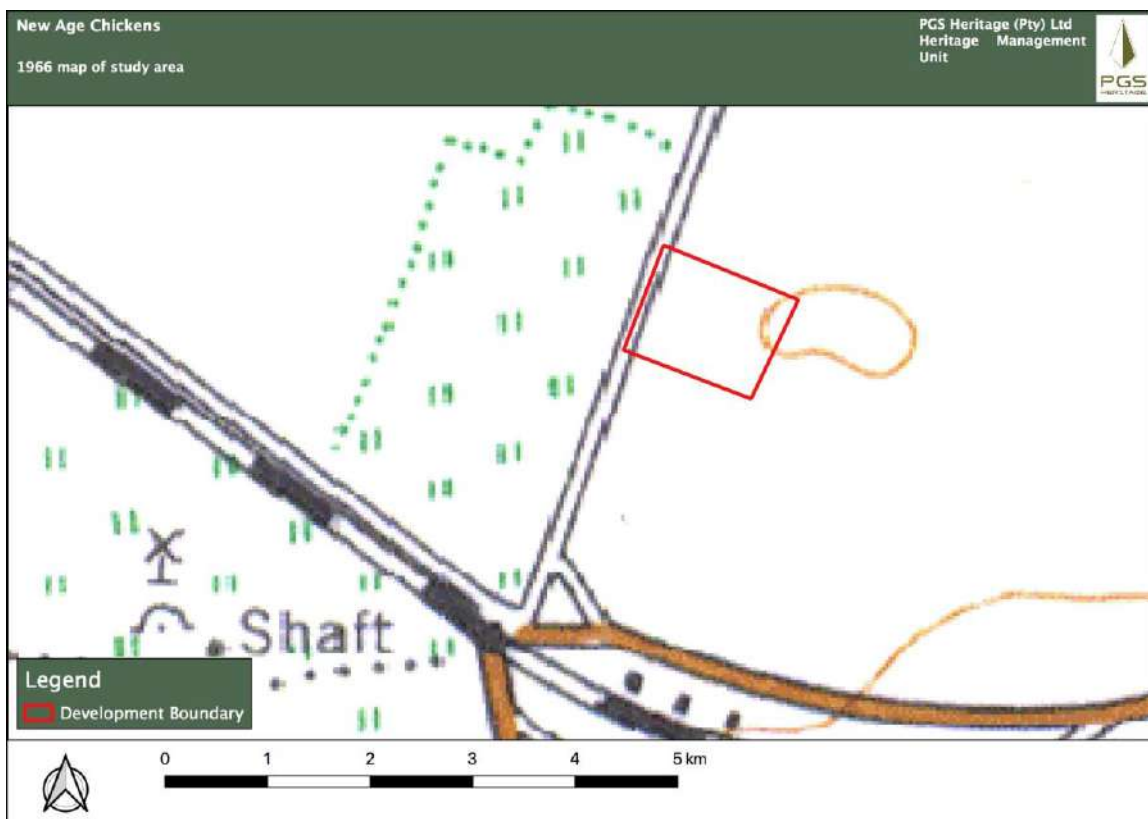 New Age Chickens
1966 map of study area
PGS Heritage (Pty) Ltd
Heritage Management
Unit
PGS
HERITAGE
Shaft
Legend
Development Boundary
0 1 2 3 4 5 km